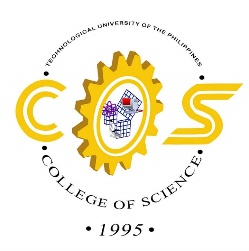 TECHNOLOGICAL UNIVERSITY OF THE PHILIPPINES
COS
• COLLEGE OF SCIENCE •
• 1995 •